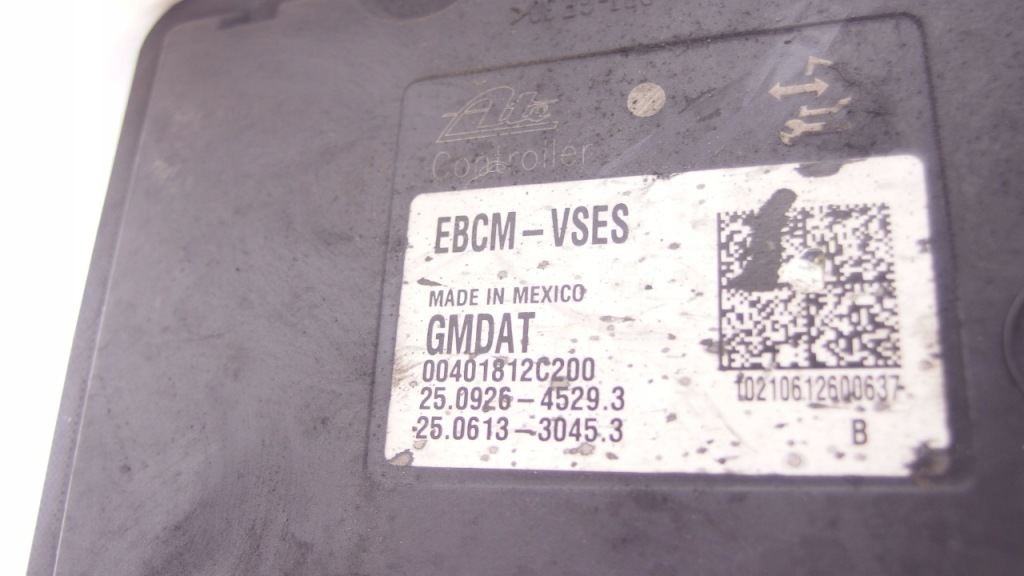 Ate
Controller
EBCM-VSES
MADE IN MEXICO
GMDAT
00401812C200
25.0926-4529.3
25.0613-3045.3
10210612600637
B